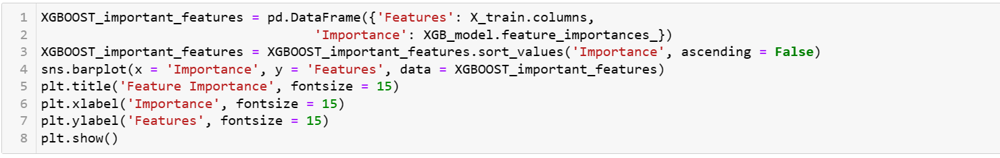 1 XGBOOST_important_features = pd.DataFrame({'Features': X_train.columns,
2                                    'Importance': XGB_model.feature_importances_})
3 XGBOOST_important_features = XGBOOST_important_features.sort_values('Importance', ascending = False)
4 sns.barplot(x = 'Importance', y = 'Features', data = XGBOOST_important_features)
5 plt.title('Feature Importance', fontsize = 15)
6 plt.xlabel('Importance', fontsize = 15)
7 plt.ylabel('Features', fontsize = 15)
8 plt.show()